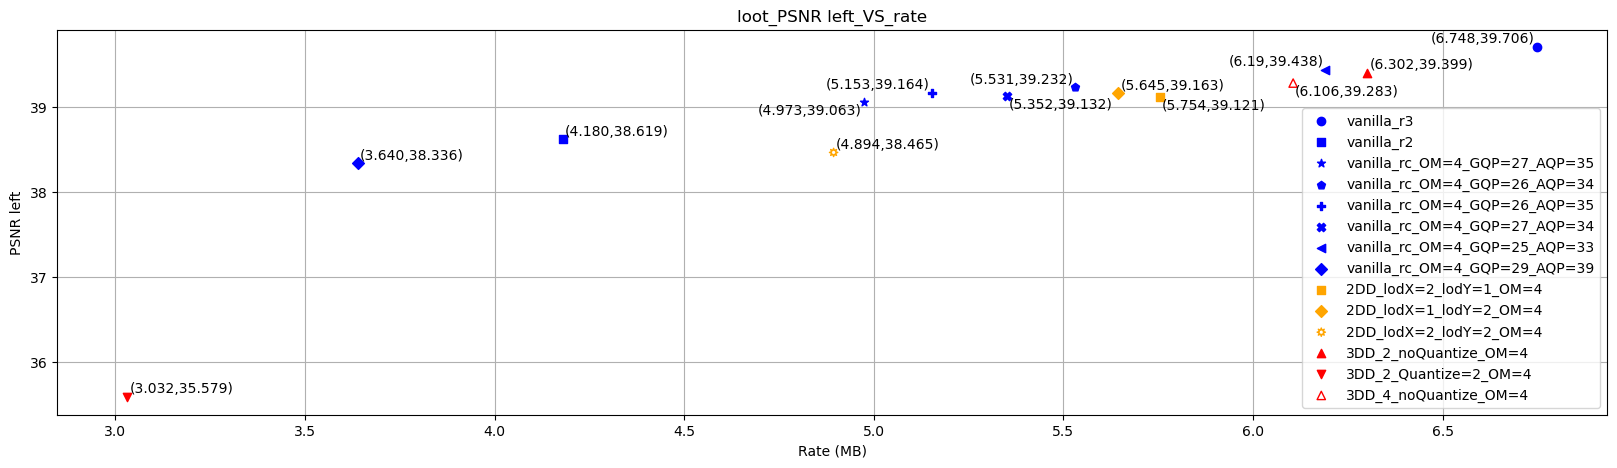 loot_PSNR left_VS_rate
(6.748,39.706)
(6.19,39.438)
(6.302,39.399)
(5.153,39.164)
(5.531,39.232)
(5.645,39.163)
(6.106,39.283)
(4.973,39.063)
(5.352,39.132)
(5.754,39.121)
(4.180,38.619)
(4.894,38.465)
(3.640,38.336)
(3.032,35.579)
39
38
37
36
PSNR left
3.0
3.5
4.0
4.5
5.0
5.5
6.0
6.5
Rate (MB)
vanilla_r3
vanilla_r2
vanilla_rc_OM=4_GQP=27_AQP=35
vanilla_rc_OM=4_GQP=26_AQP=34
vanilla_rc_OM=4_GQP=26_AQP=35
vanilla_rc_OM=4_GQP=27_AQP=34
vanilla_rc_OM=4_GQP=25_AQP=33
vanilla_rc_OM=4_GQP=29_AQP=39
2DD_lodX=2_lodY=1_OM=4
2DD_lodX=1_lodY=2_OM=4
2DD_lodX=2_lodY=2_OM=4
3DD_2_noQuantize_OM=4
3DD_2_Quantize=2_OM=4
3DD_4_noQuantize_OM=4